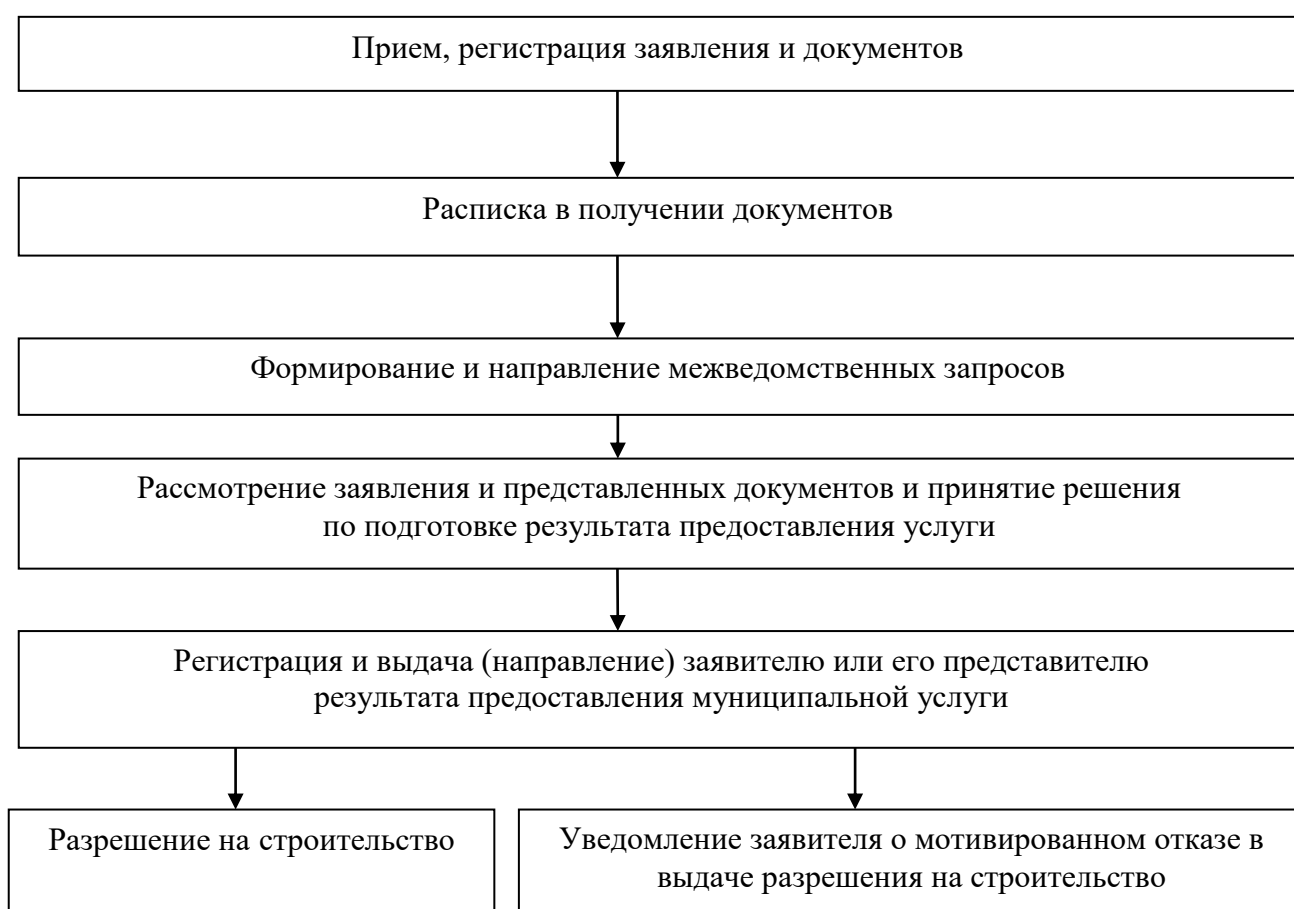 Прием, регистрация заявления и документов
Расписка в получении документов
Формирование и направление межведомственных запросов
Рассмотрение заявления и представленных документов и принятие решения
по подготовке результата предоставления услуги
Регистрация и выдача (направление) заявителю или его представителю
результата предоставления муниципальной услуги
Разрешение на строительство
Уведомление заявителя о мотивированном отказе в
выдаче разрешения на строительство